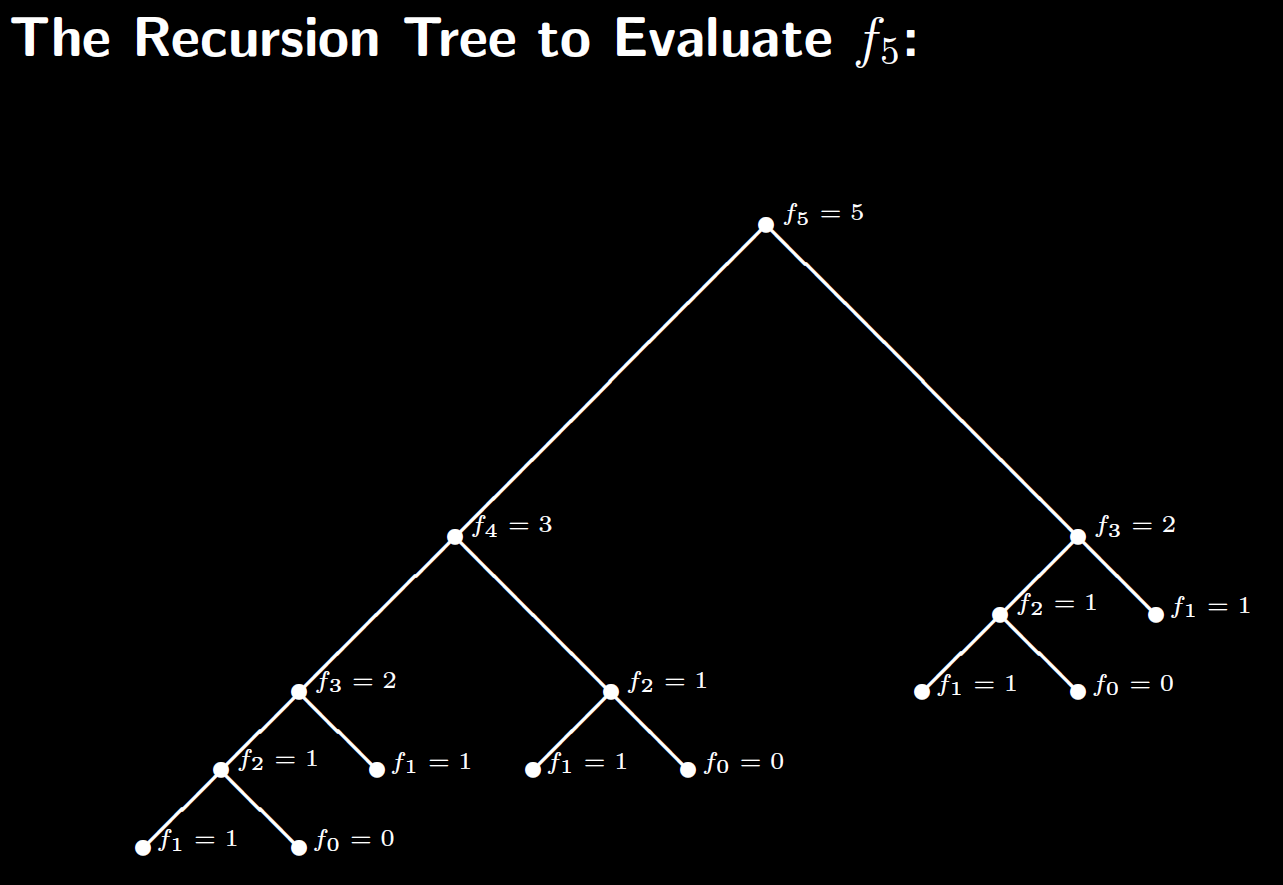 The Recursion Tree to Evaluate f₅:
f₅ = 5
f₄ = 3
f₃ = 2
f₂ = 1
f₁ = 1
f₃ = 2
f₂ = 1
f₁ = 1
f₀ = 0
f₂ = 1
f₁ = 1
f₁ = 1
f₀ = 0
f₁ = 1
f₀ = 0